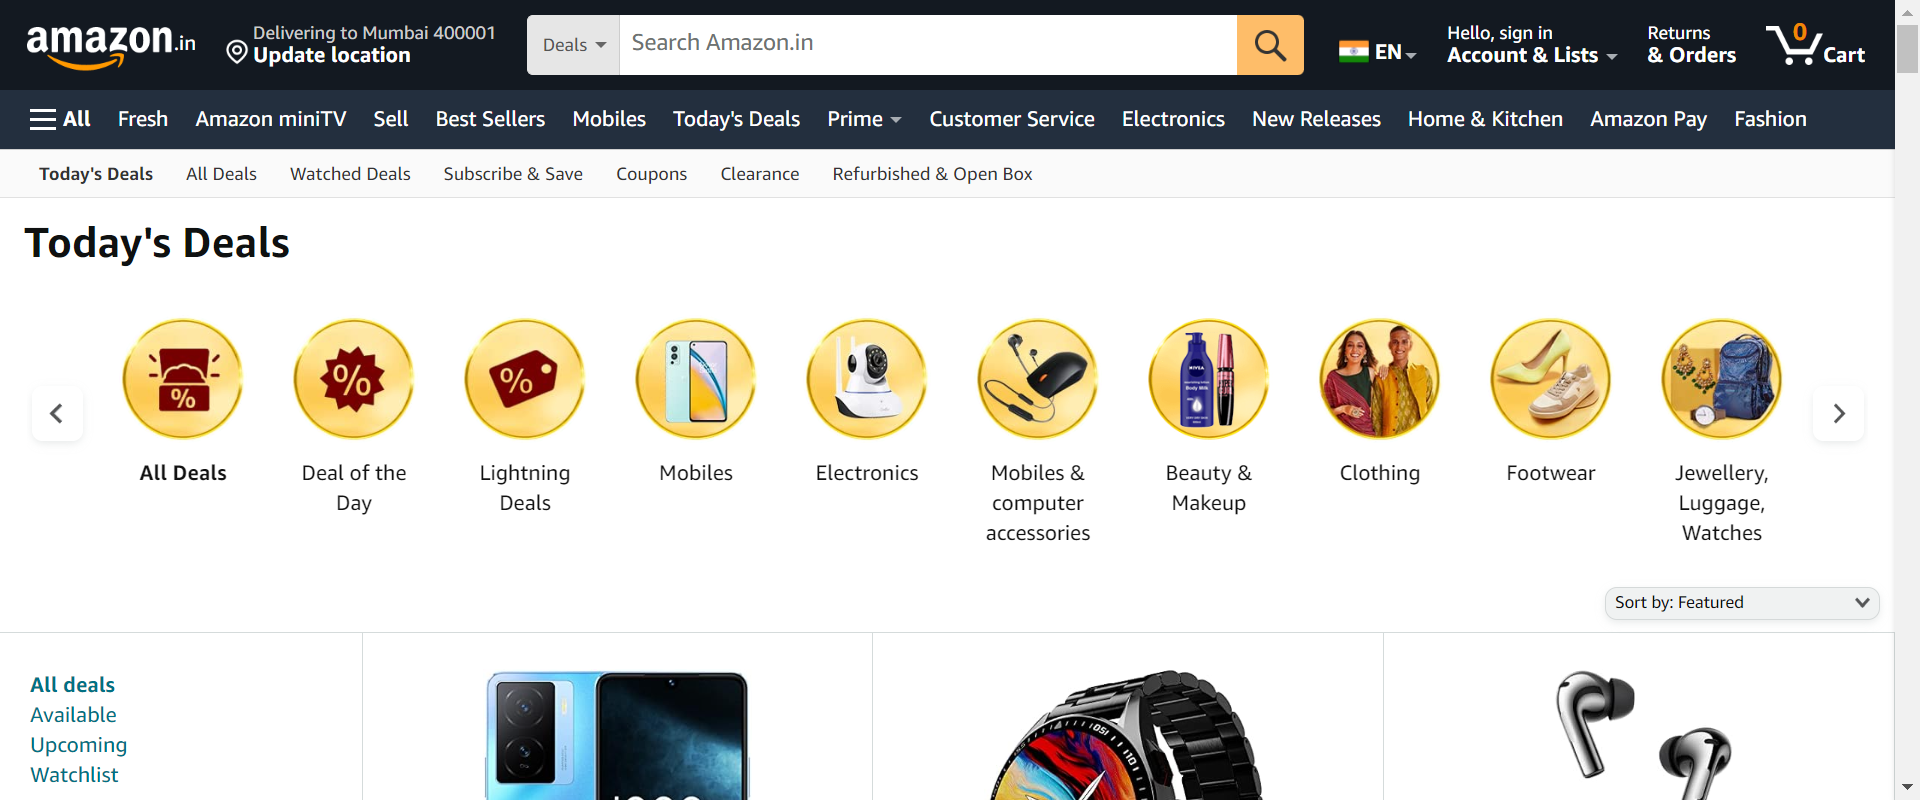 amazon.in
Delivering to Mumbai 400001
Update location
Deals
Search Amazon.in
EN
Hello, sign in
Account & Lists
Returns
& Orders
0
Cart
All Fresh Amazon miniTV Sell Best Sellers Mobiles Today's Deals Prime Customer Service Electronics New Releases Home & Kitchen Amazon Pay Fashion
Today's Deals All Deals Watched Deals Subscribe & Save Coupons Clearance Refurbished & Open Box
Today's Deals
%
%
%
NIVEA
Body Milk
All Deals
Deal of the
Day
Lightning
Deals
Mobiles
Electronics
Mobiles &
computer
accessories
Beauty &
Makeup
Clothing
Footwear
Jewellery,
Luggage,
Watches
Sort by: Featured
All deals
Available
Upcoming
Watchlist